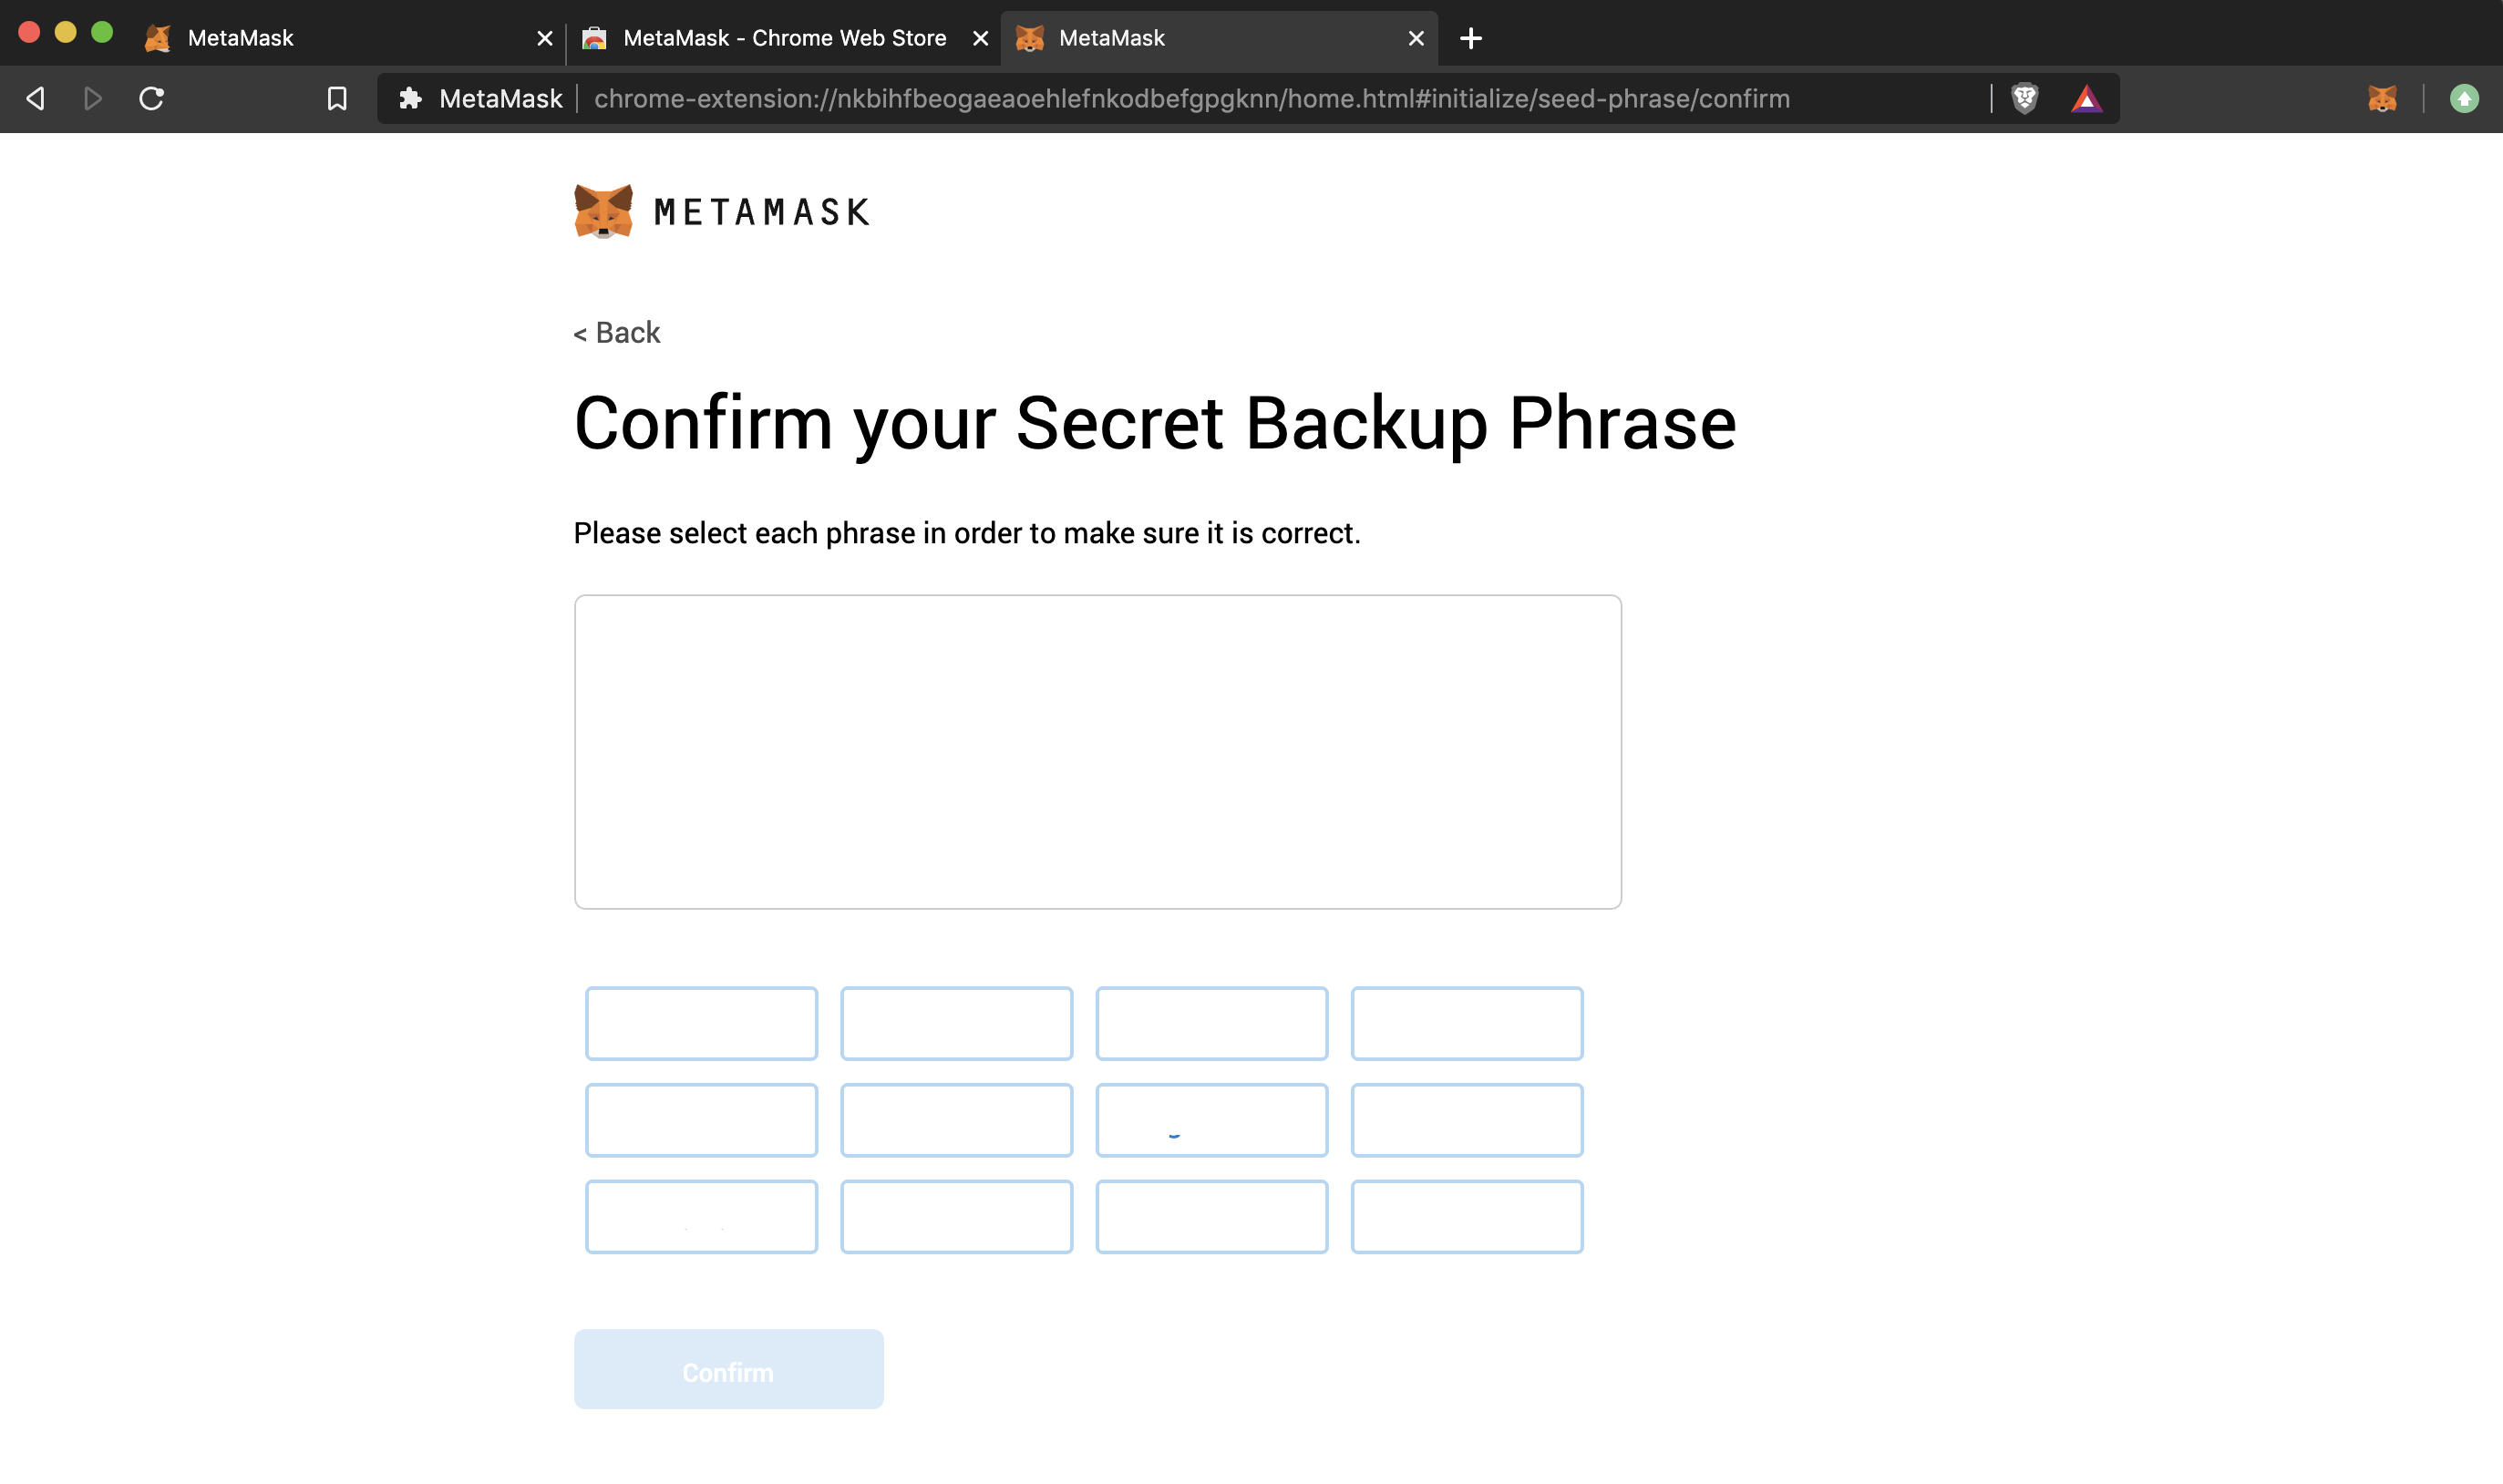 MetaMask
MetaMask - Chrome Web Store
MetaMask
MetaMask
chrome-extension://nkbihfbeogaeaoehlefnkodbefgpgknn/home.html#initialize/seed-phrase/confirm
METAMASK
< Back
Confirm your Secret Backup Phrase
Please select each phrase in order to make sure it is correct.
Confirm